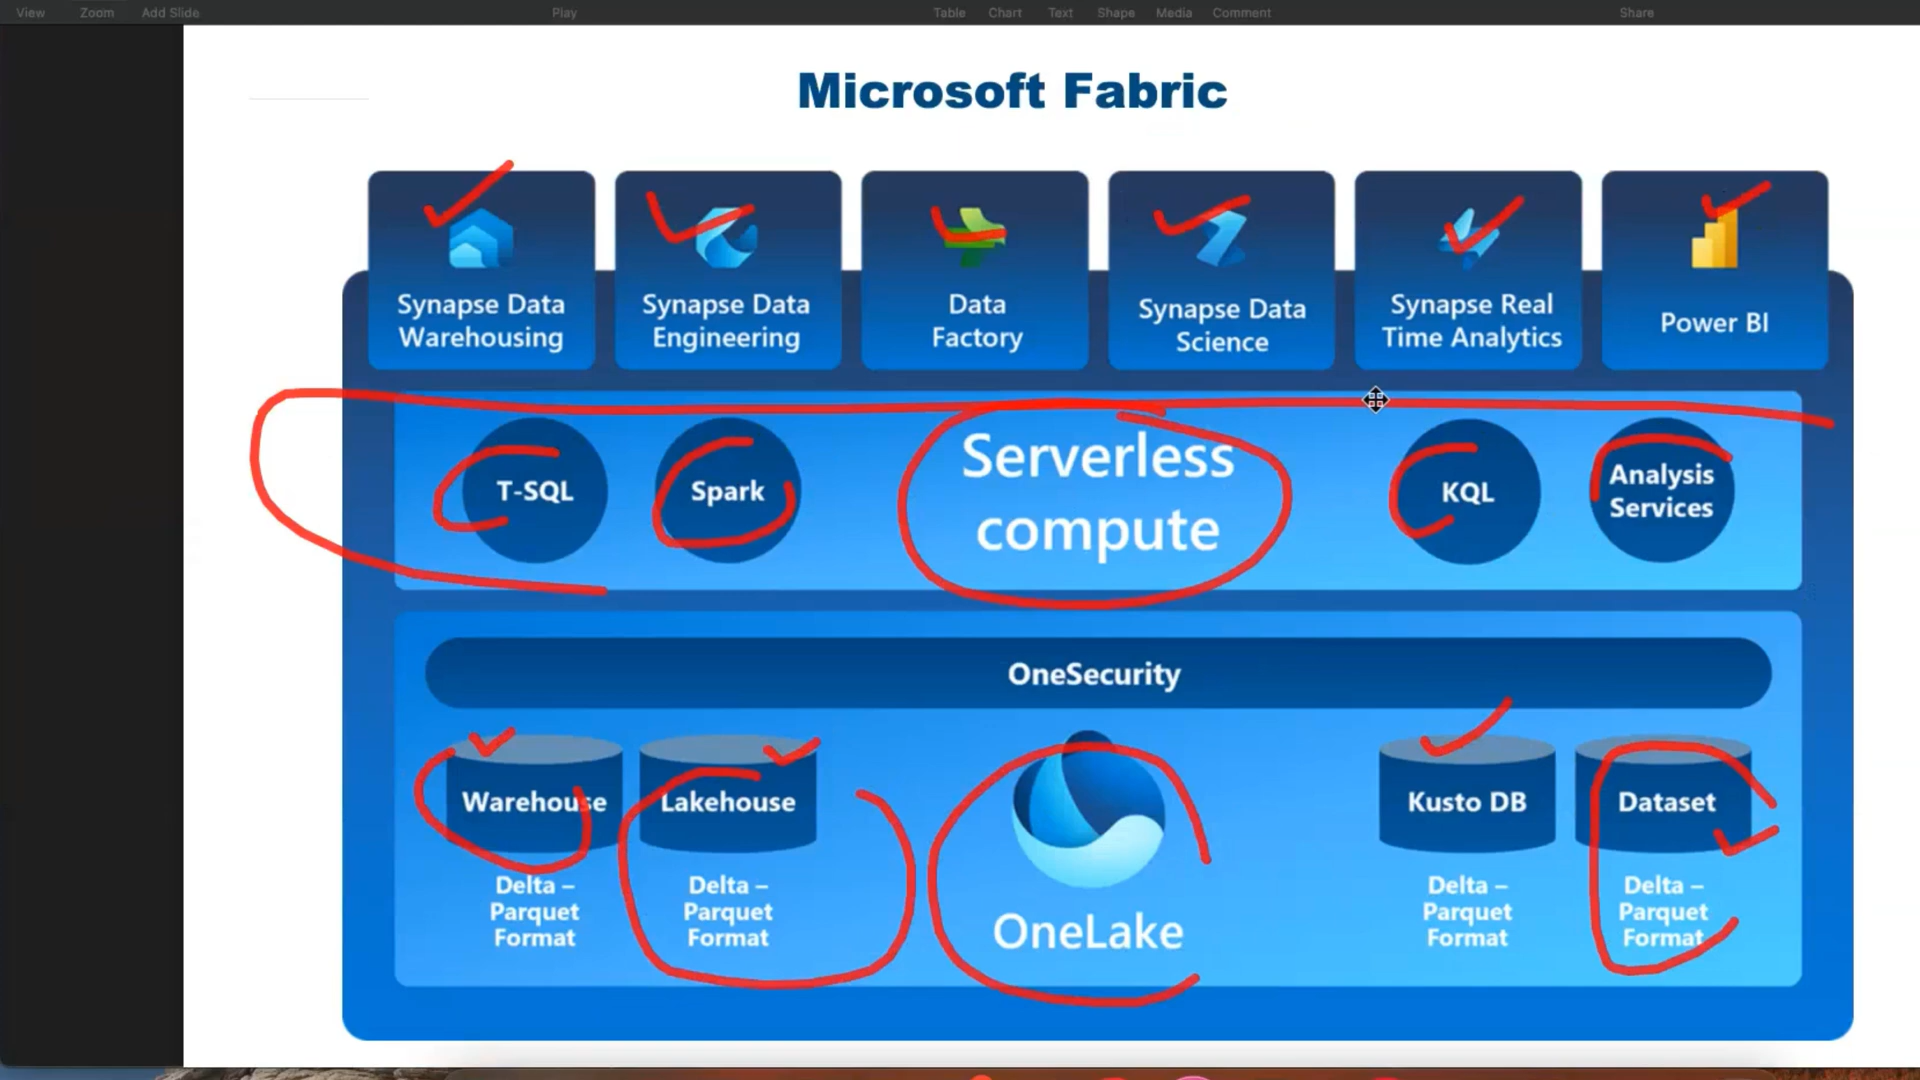 View Zoom Add Slide Play Table Chart Text Shape Media Comment Share
Microsoft Fabric
Synapse Data
Warehousing
Synapse Data
Engineering
Data
Factory
Synapse Data
Science
Synapse Real
Time Analytics
Power BI
T-SQL
Spark
Serverless
compute
KQL
Analysis
Services
OneSecurity
Warehouse
Delta –
Parquet
Format
Lakehouse
Delta –
Parquet
Format
OneLake
Kusto DB
Delta –
Parquet
Format
Dataset
Delta –
Parquet
Format